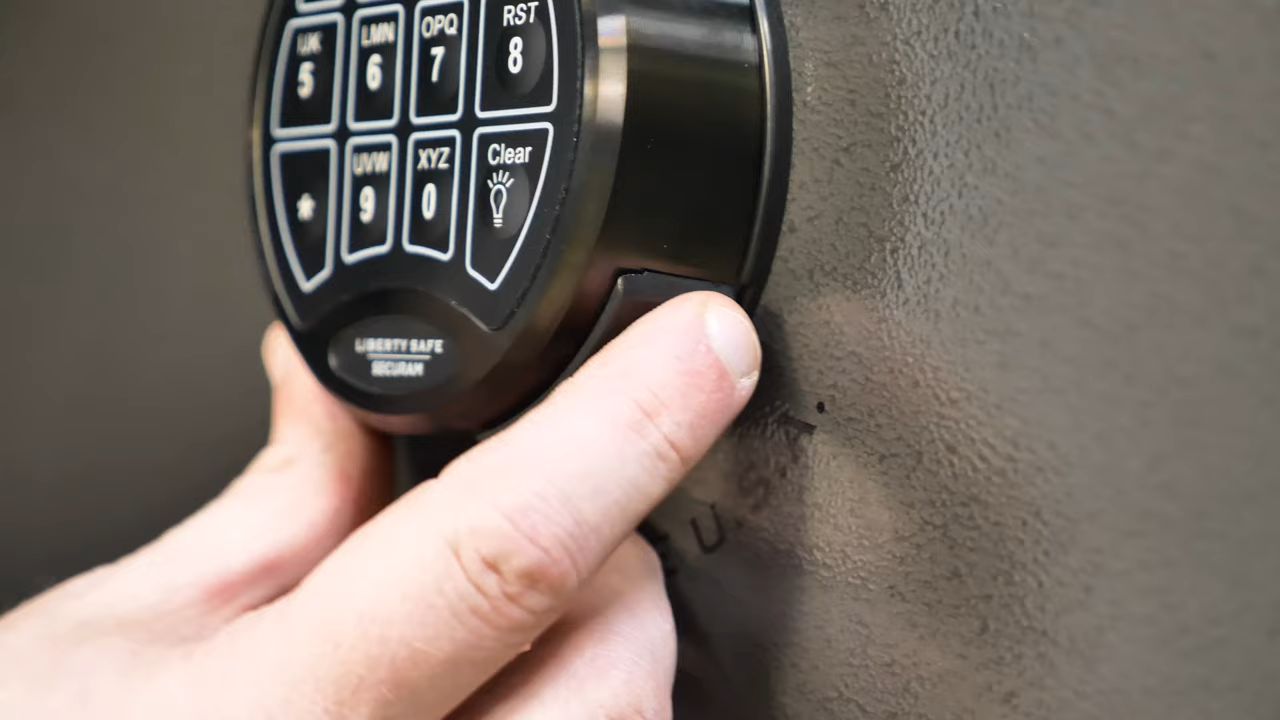 IJK LMN OPQ RST
5 6 7 8
* UVW XYZ Clear
9 0
LIBERTY SAFE
SECURAM
U